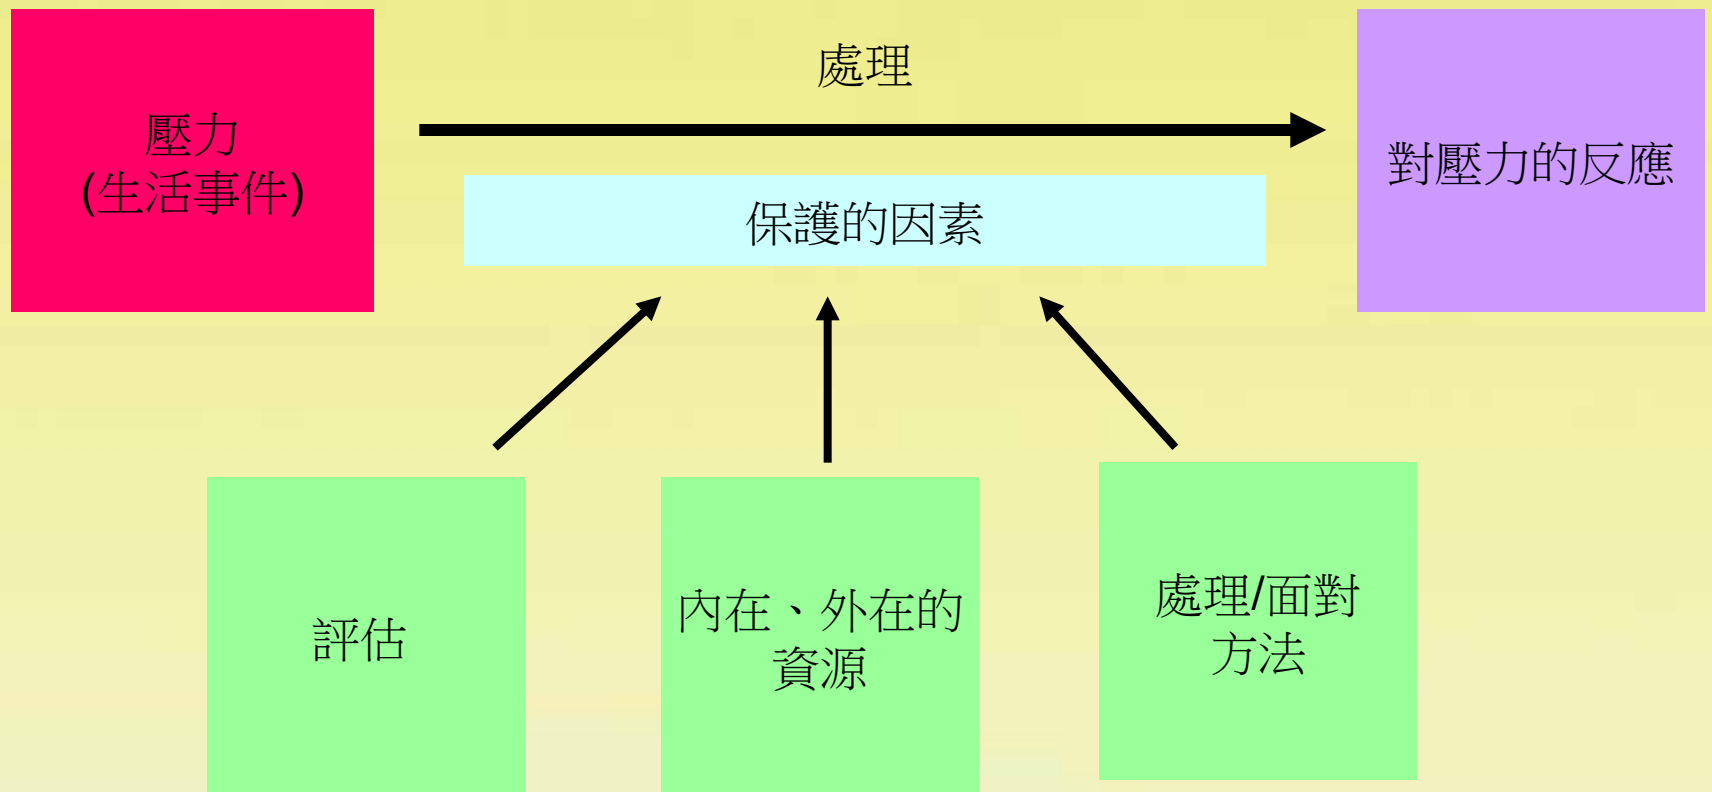 處理
壓力
(生活事件)
對壓力的反應
保護的因素
評估
內在、外在的
資源
處理/面對
方法